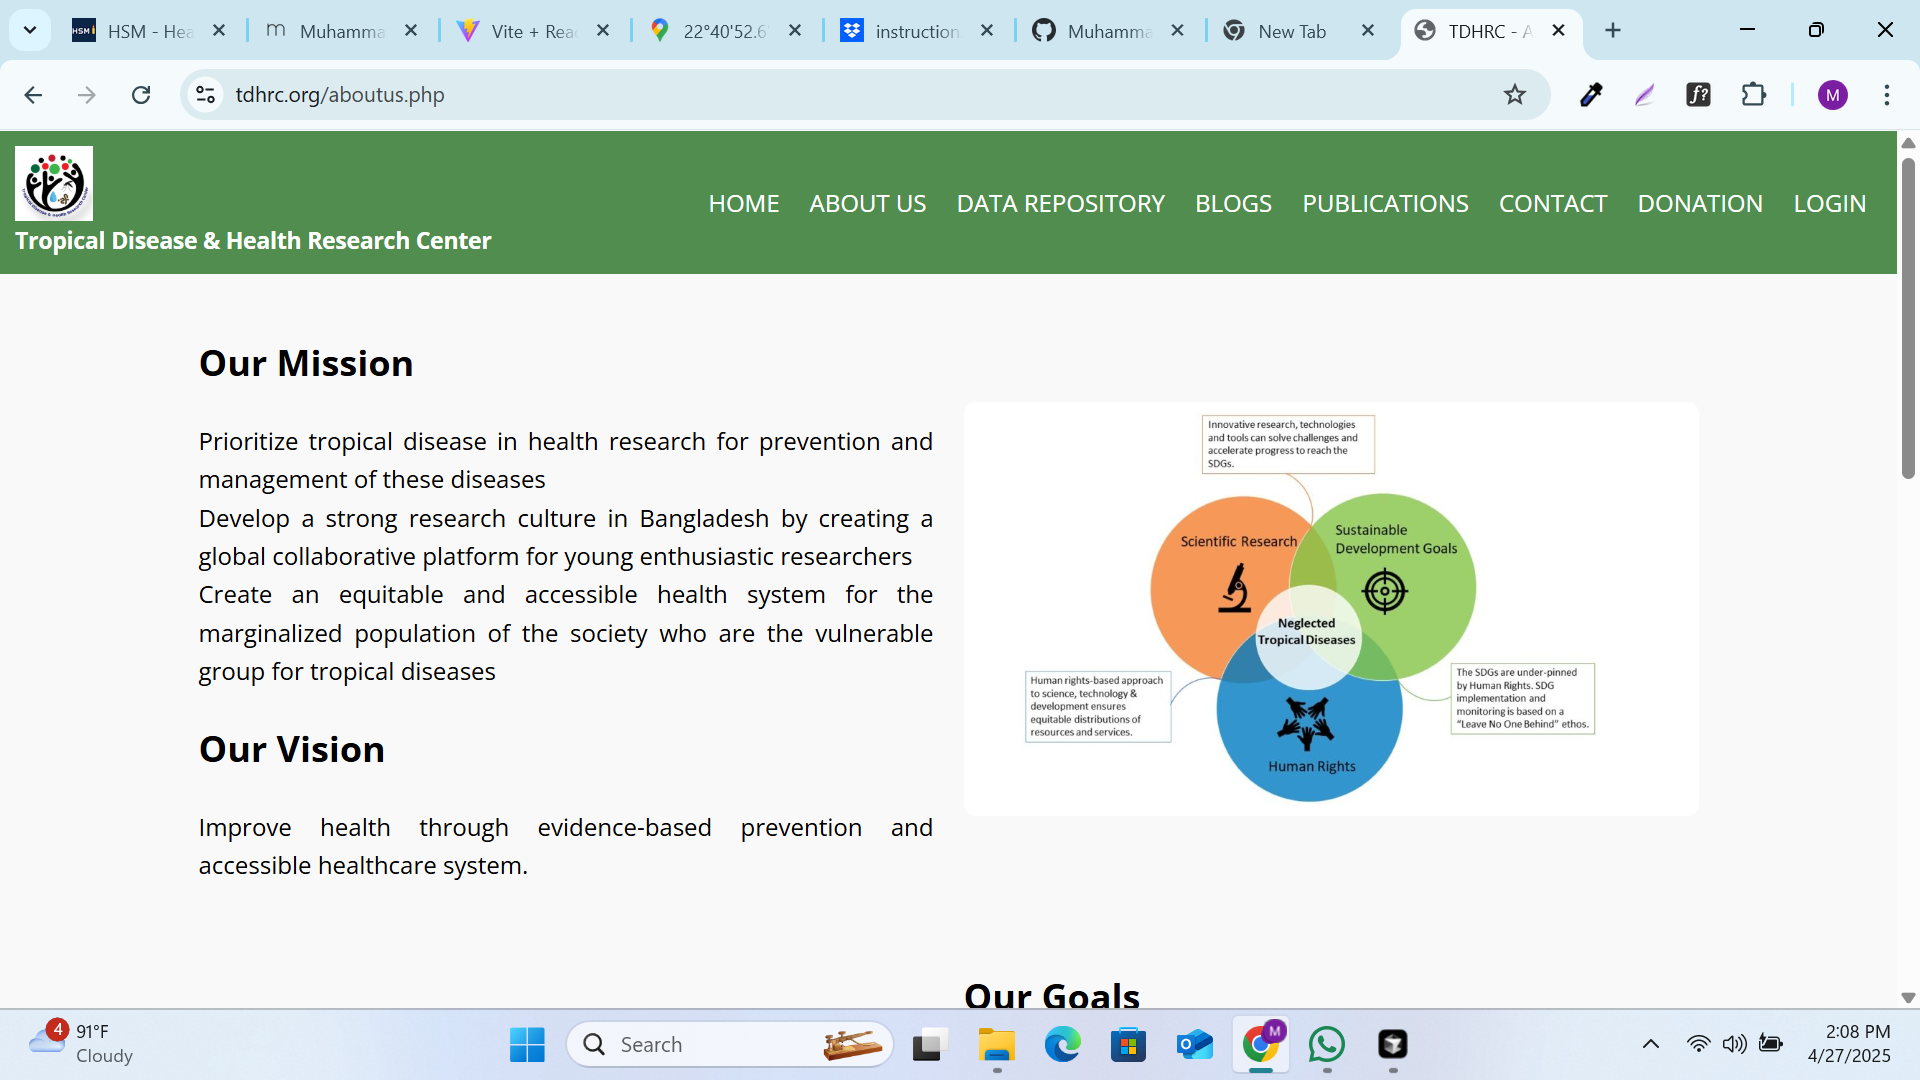 HSM - Hea
Muhamma
Vite + Rea
22°40'52.6
instruction
Muhamma
New Tab
TDHRC - A
tdhrc.org/aboutus.php
f?
M
HSM
Tropical Disease & Health Research Center
HOME
ABOUT US
DATA REPOSITORY
BLOGS
PUBLICATIONS
CONTACT
DONATION
LOGIN
Our Mission
Prioritize tropical disease in health research for prevention and
management of these diseases
Develop a strong research culture in Bangladesh by creating a
global collaborative platform for young enthusiastic researchers
Create an equitable and accessible health system for the
marginalized population of the society who are the vulnerable
group for tropical diseases
Our Vision
Improve health through evidence-based prevention and
accessible healthcare system.
Innovative research, technologies
and tools can solve challenges and
accelerate progress to reach the
SDGs.
Scientific Research
Sustainable
Development Goals
Neglected
Tropical Diseases
Human rights-based approach
to science, technology &
development ensures
equitable distributions of
resources and services.
The SDGs are under-pinned
by Human Rights. SDG
implementation and
monitoring is based on a
“Leave No One Behind” ethos.
Human Rights
Our Goals
4
91°F
Cloudy
Search
M
2:08 PM
4/27/2025